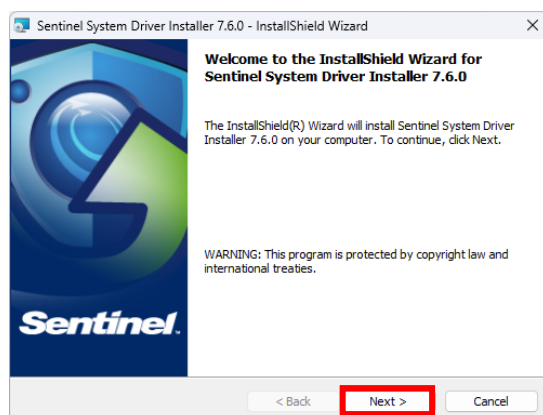 Sentinel System Driver Installer 7.6.0 - InstallShield Wizard
Welcome to the InstallShield Wizard for
Sentinel System Driver Installer 7.6.0
The InstallShield(R) Wizard will install Sentinel System Driver
Installer 7.6.0 on your computer. To continue, click Next.
WARNING: This program is protected by copyright law and
international treaties.
Sentinel.
< Back
Next >
Cancel